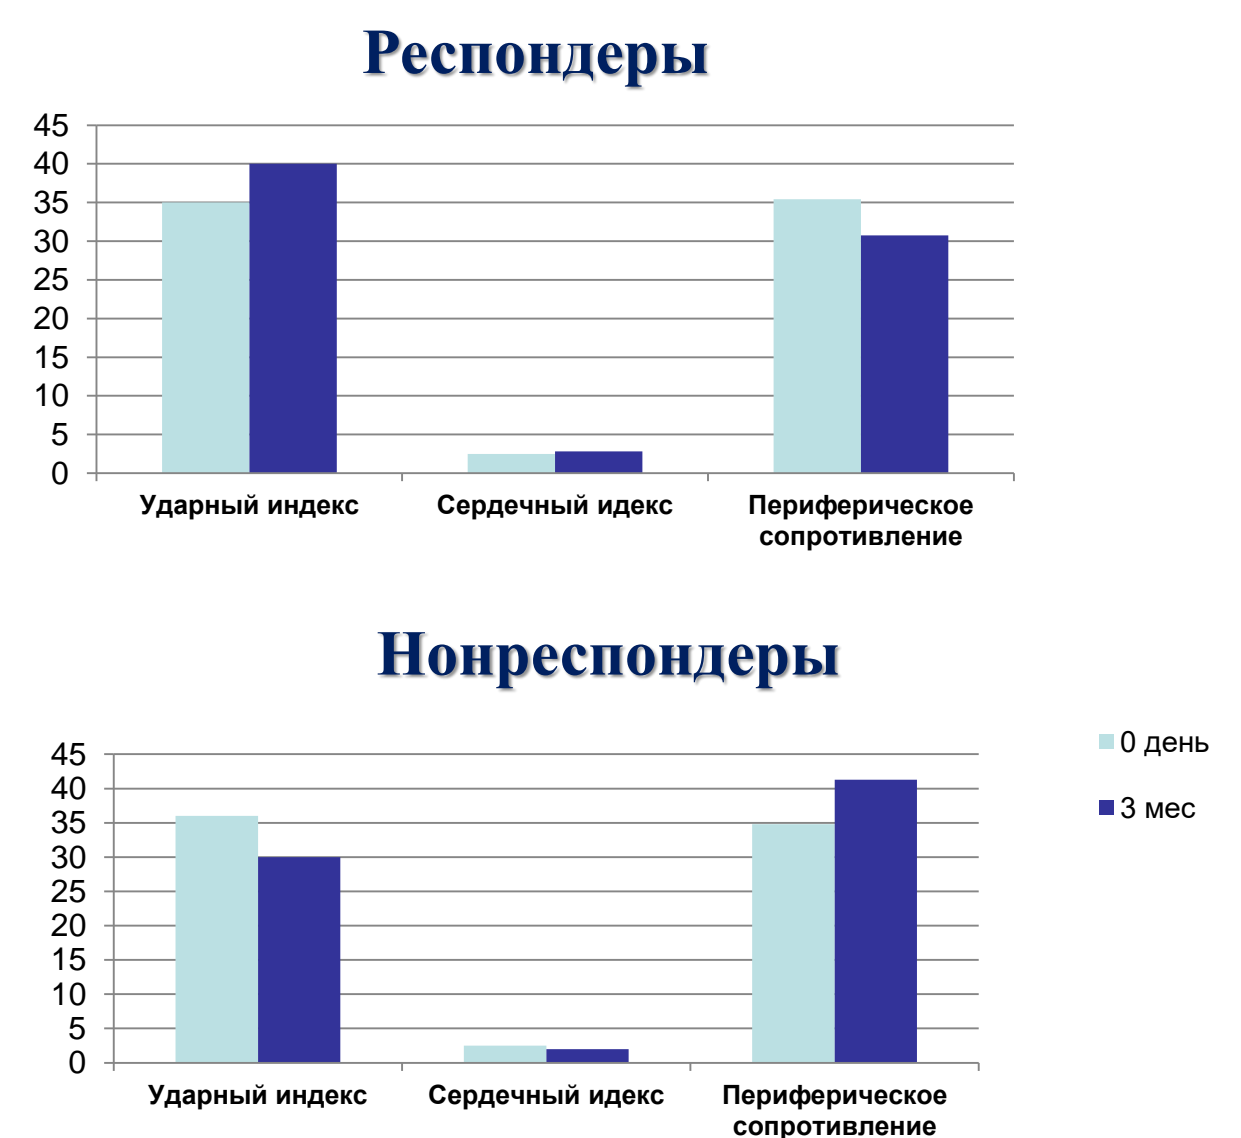 Респондеры
45
40
35
30
25
20
15
10
5
0
Ударный индекс
Сердечный идекс
Периферическое
сопротивление
Нонреспондеры
45
40
35
30
25
20
15
10
5
0
Ударный индекс
Сердечный идекс
Периферическое
сопротивление
0 день
3 мес